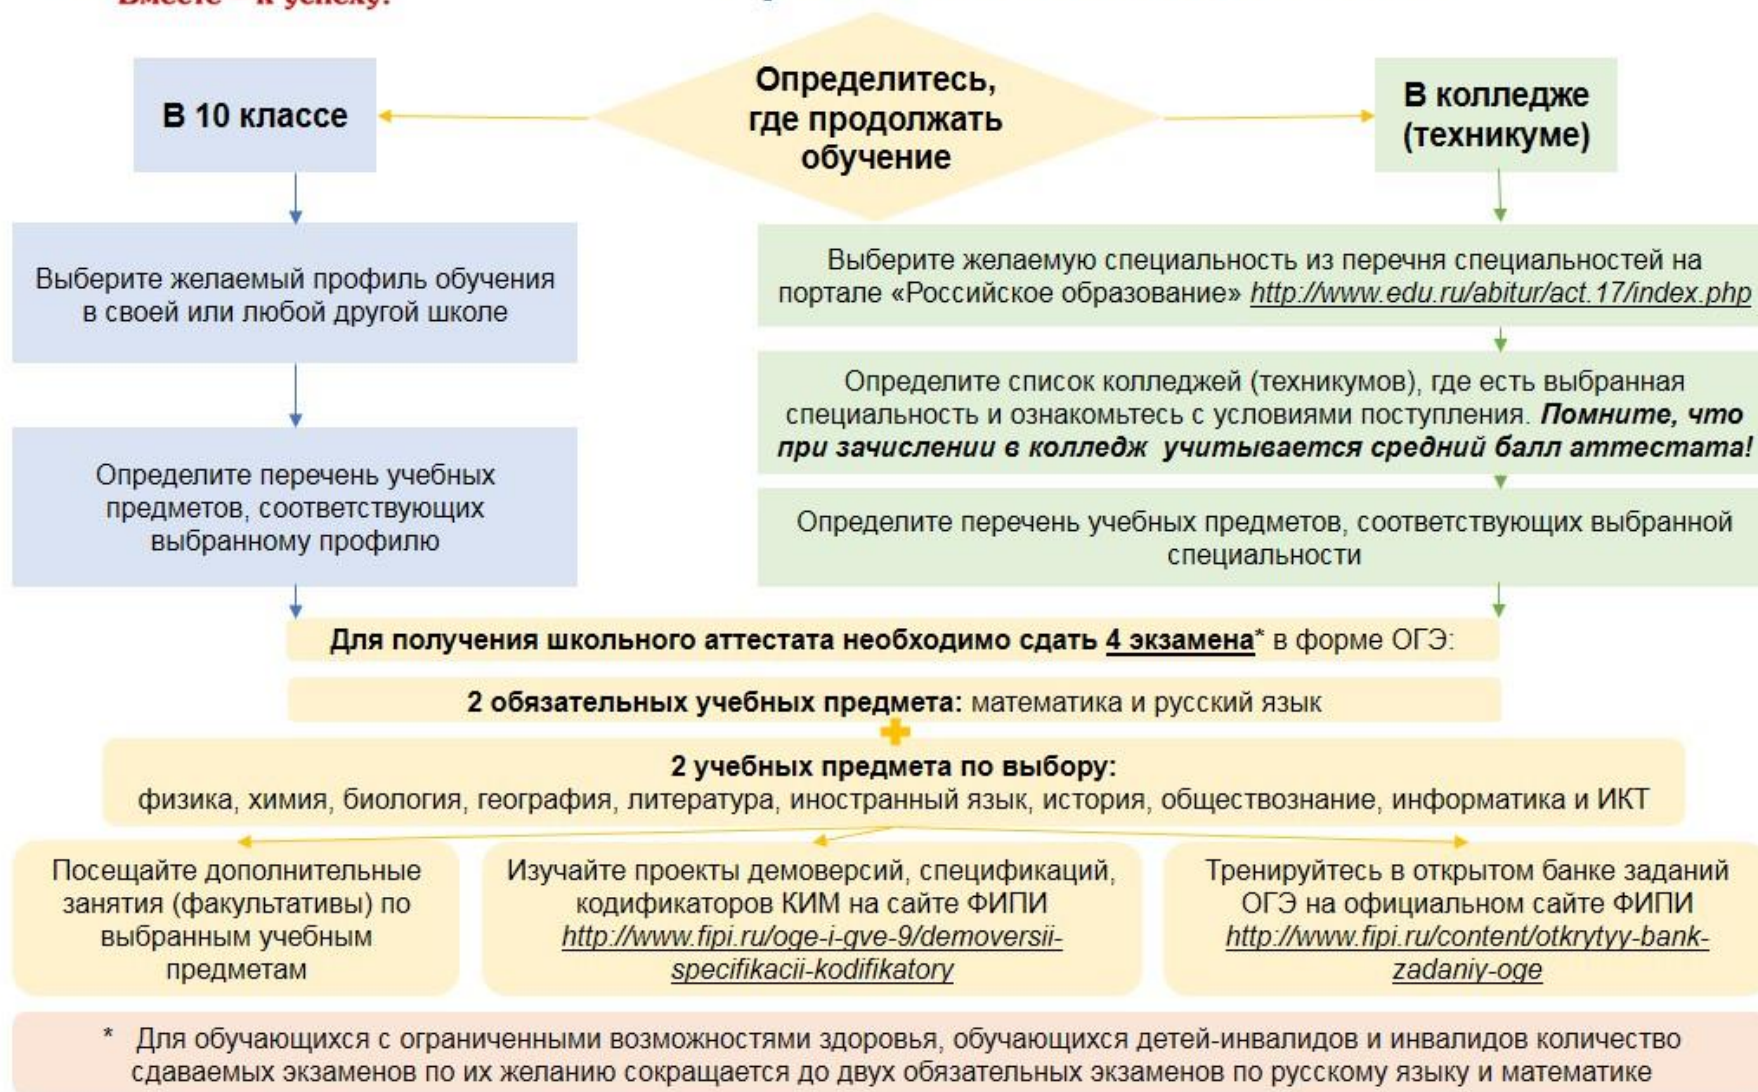 Вместе – к успеху!
Определитесь,
где продолжать
обучение
В 10 классе
В колледже
(техникуме)
Выберите желаемый профиль обучения
в своей или любой другой школе
Определите перечень учебных
предметов, соответствующих
выбранному профилю
Выберите желаемую специальность из перечня специальностей на
портале «Российское образование» http://www.edu.ru/abitur/act.17/index.php
Определите список колледжей (техникумов), где есть выбранная
специальность и ознакомьтесь с условиями поступления. Помните, что
при зачислении в колледж учитывается средний балл аттестата!
Определите перечень учебных предметов, соответствующих выбранной
специальности
Для получения школьного аттестата необходимо сдать 4 экзамена* в форме ОГЭ:
2 обязательных учебных предмета: математика и русский язык
2 учебных предмета по выбору:
физика, химия, биология, география, литература, иностранный язык, история, обществознание, информатика и ИКТ
Посещайте дополнительные
занятия (факультативы) по
выбранным учебным
предметам
Изучайте проекты демоверсий, спецификаций,
кодификаторов КИМ на сайте ФИПИ
http://www.fipi.ru/oge-i-gve-9/demoversii-
specifikacii-kodifikatory
Тренируйтесь в открытом банке заданий
ОГЭ на официальном сайте ФИПИ
http://www.fipi.ru/content/otkrytyy-bank-
zadaniy-oge
* Для обучающихся с ограниченными возможностями здоровья, обучающихся детей-инвалидов и инвалидов количество
сдаваемых экзаменов по их желанию сокращается до двух обязательных экзаменов по русскому языку и математике